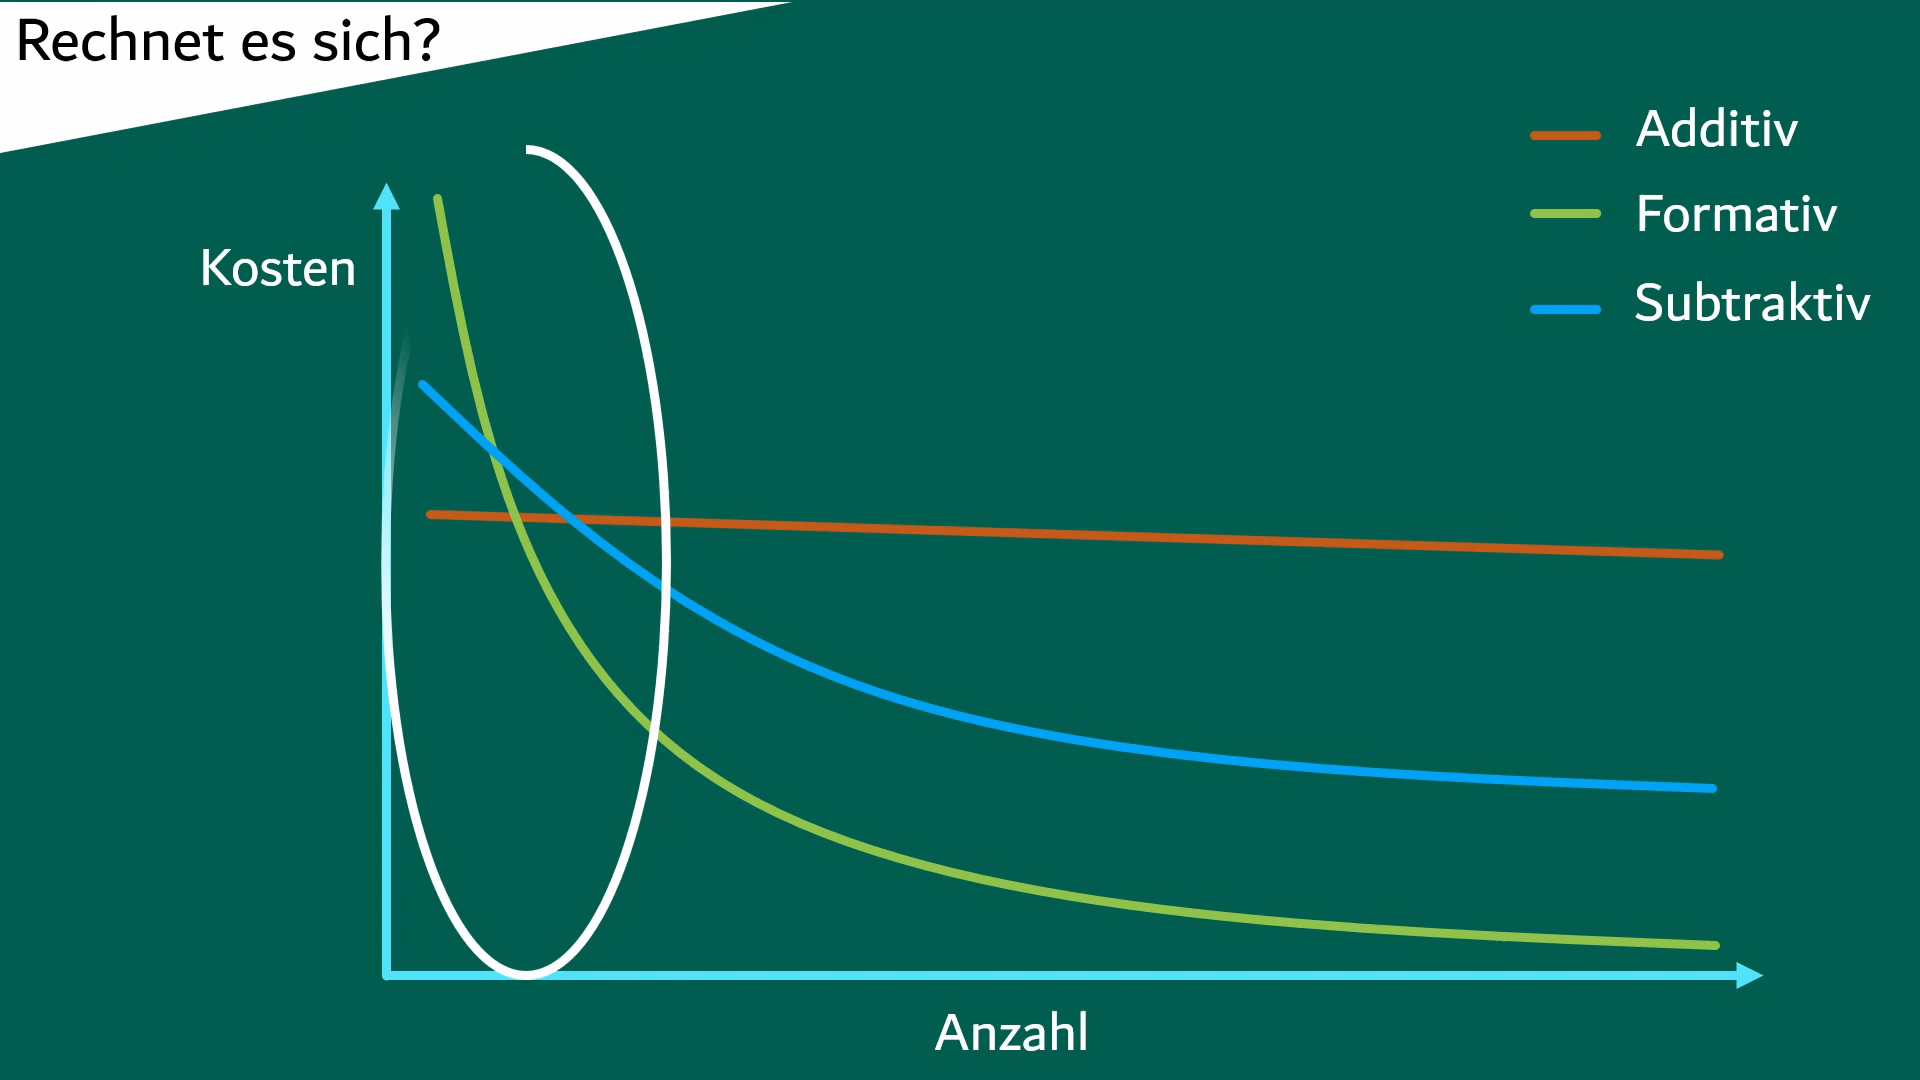 Rechnet es sich?
Additiv
Formativ
Kosten
Subtraktiv
Anzahl